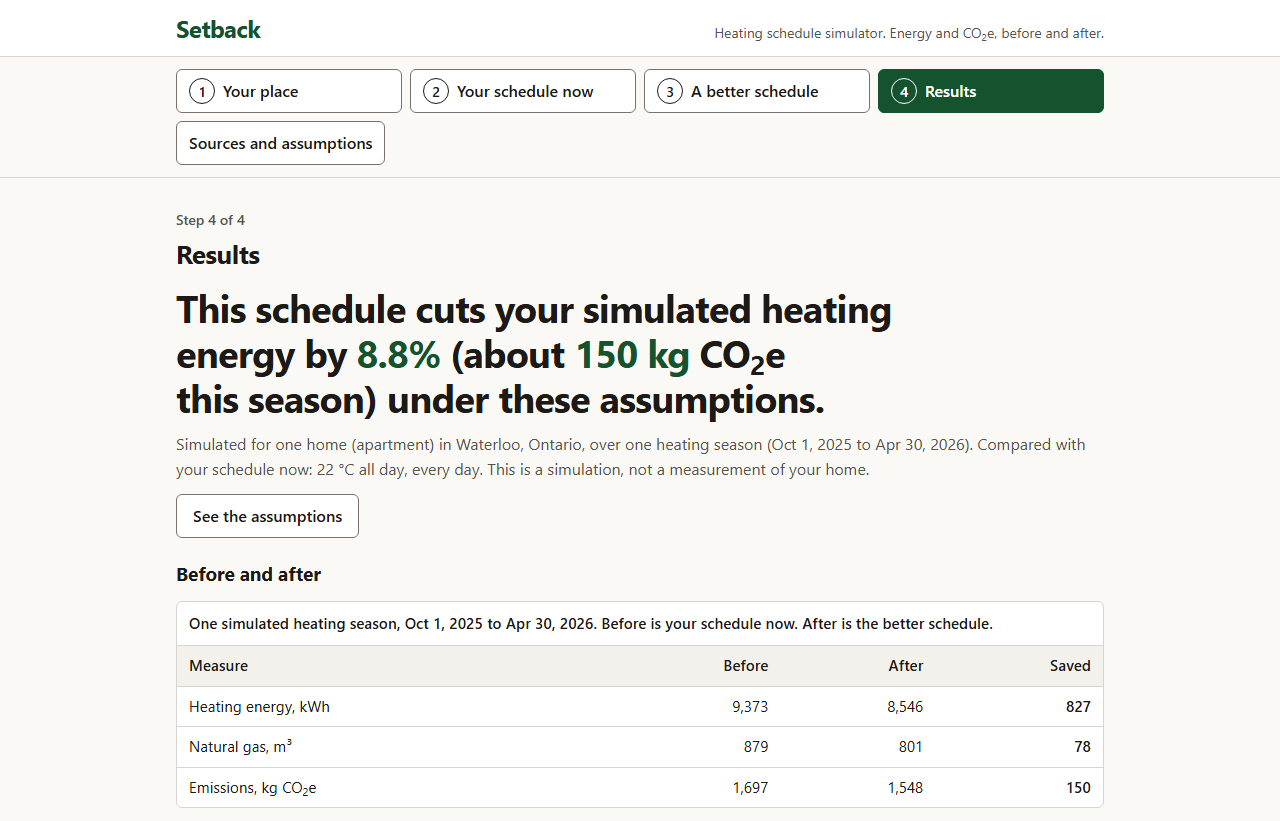 Setback
Heating schedule simulator. Energy and CO₂e, before and after.
1 Your place
2 Your schedule now
3 A better schedule
4 Results
Sources and assumptions
Step 4 of 4
Results
This schedule cuts your simulated heating
energy by 8.8% (about 150 kg CO₂e
this season) under these assumptions.
Simulated for one home (apartment) in Waterloo, Ontario, over one heating season (Oct 1, 2025 to Apr 30, 2026). Compared with
your schedule now: 22 °C all day, every day. This is a simulation, not a measurement of your home.
See the assumptions
Before and after
One simulated heating season, Oct 1, 2025 to Apr 30, 2026. Before is your schedule now. After is the better schedule.
Measure Before After Saved
Heating energy, kWh 9,373 8,546 827
Natural gas, m³ 879 801 78
Emissions, kg CO₂e 1,697 1,548 150